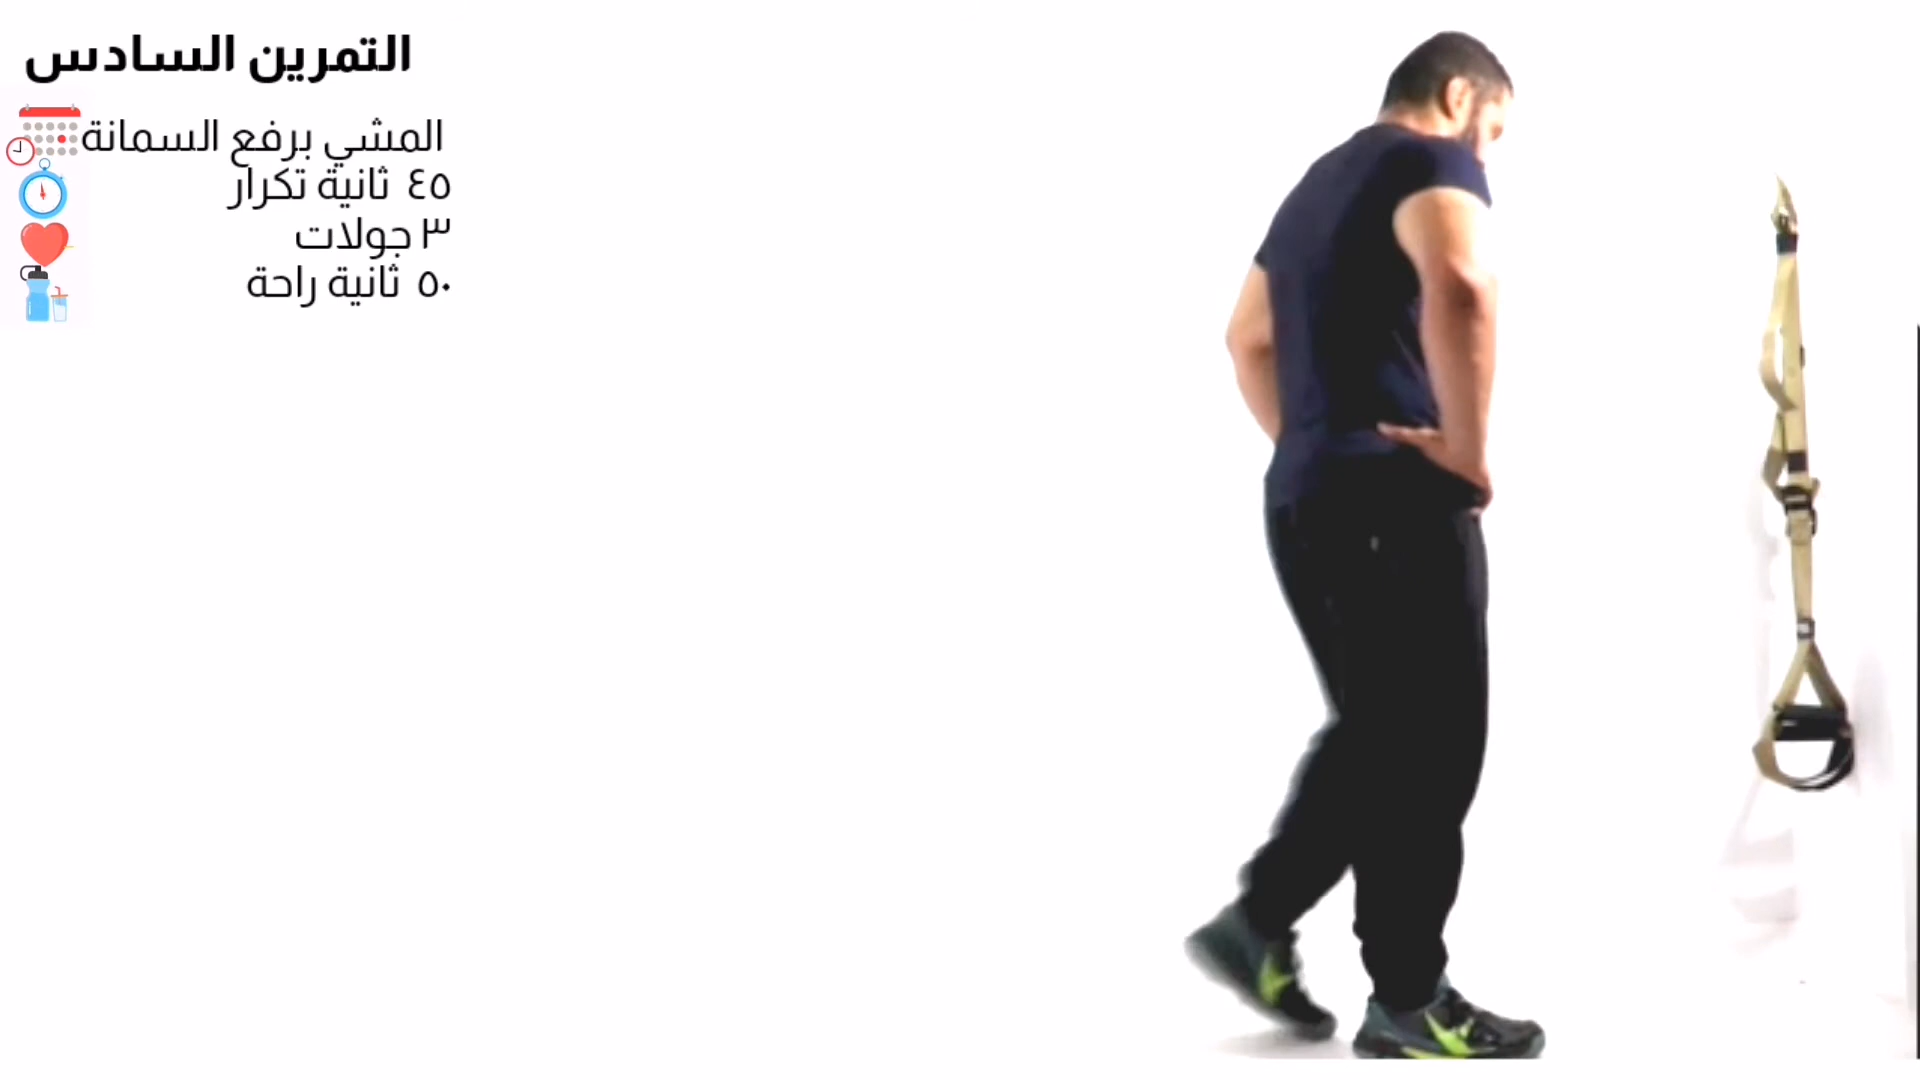 التمرين السادس
المشي برفع السمانة
٤٥ ثانية تكرار
٣ جولات
٥٠ ثانية راحة